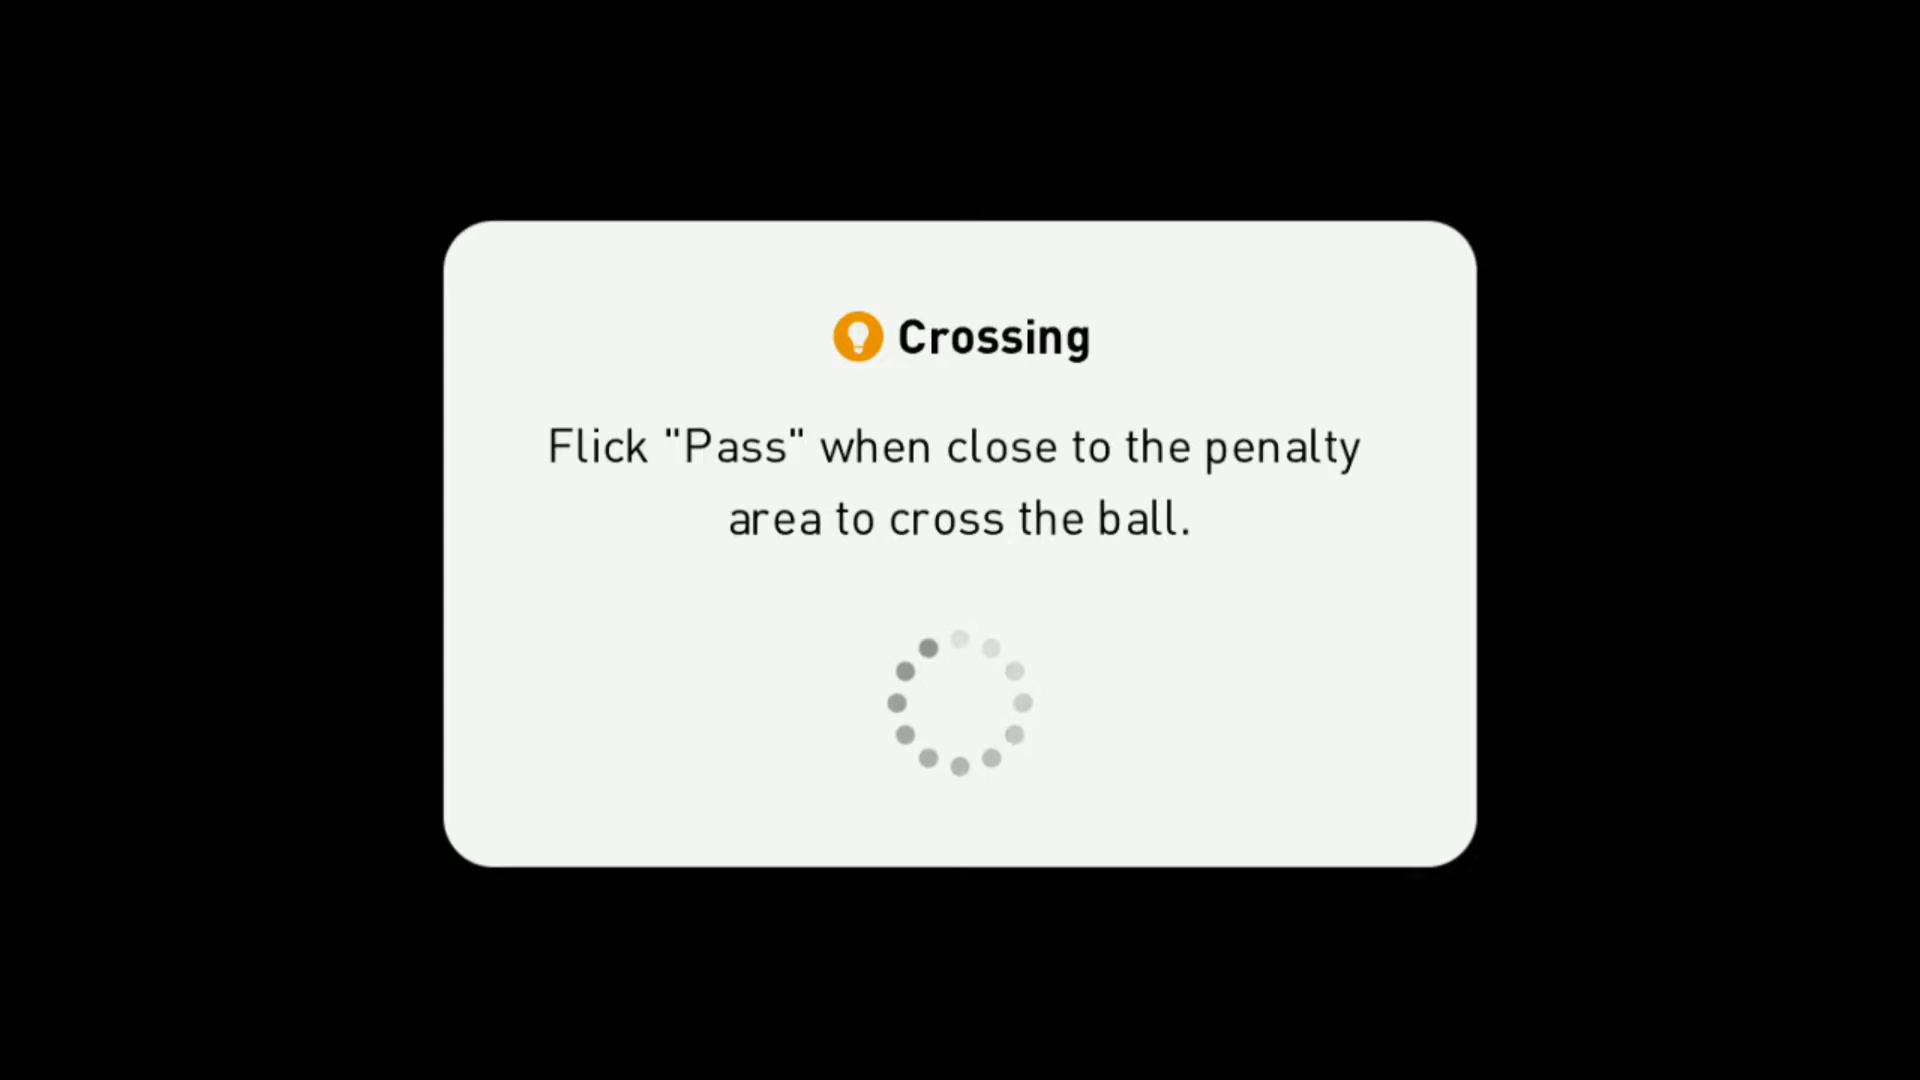 Crossing
Flick "Pass" when close to the penalty
area to cross the ball.